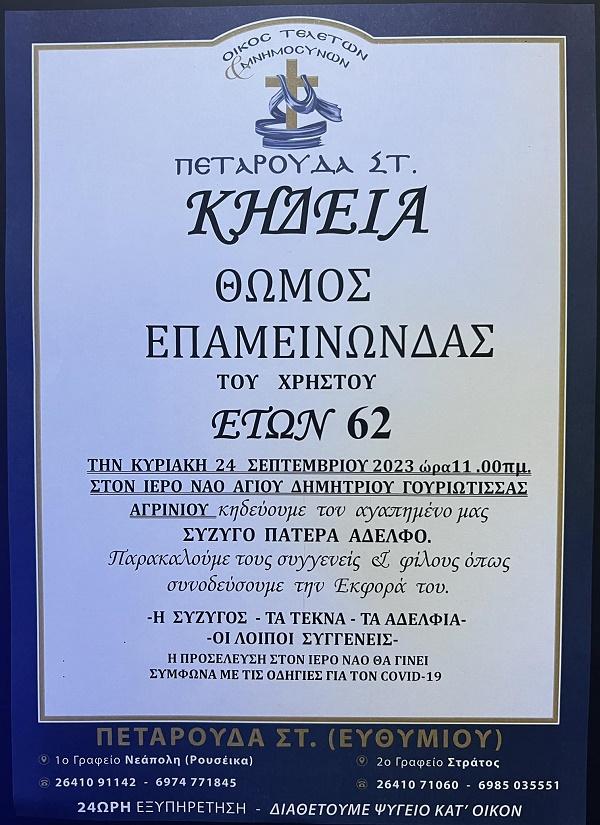 ΟΙΚΟΣ ΤΕΛΕΤΩΝ
& ΜΝΗΜΟΣΥΝΩΝ
ΠΕΤΑΡΟΥΔΑ ΣΤ.
ΚΗΔΕΙΑ
ΘΩΜΟΣ
ΕΠΑΜΕΙΝΩΝΔΑΣ
ΤΟΥ ΧΡΗΣΤΟΥ
ΕΤΩΝ 62
ΤΗΝ ΚΥΡΙΑΚΗ 24 ΣΕΠΤΕΜΒΡΙΟΥ 2023 ώρα11 .00πμ.
ΣΤΟΝ ΙΕΡΟ ΝΑΟ ΑΓΙΟΥ ΔΗΜΗΤΡΙΟΥ ΓΟΥΡΙΩΤΙΣΣΑΣ
ΑΓΡΙΝΙΟΥ κηδεύουμε τον αγαπημένο μας
ΣΥΖΥΓΟ ΠΑΤΕΡΑ ΑΔΕΛΦΟ.
Παρακαλούμε τους συγγενείς & φίλους όπως
συνοδεύσουμε την Εκφορά του.
-Η ΣΥΖΥΓΟΣ - ΤΑ ΤΕΚΝΑ - ΤΑ ΑΔΕΛΦΙΑ-
-ΟΙ ΛΟΙΠΟΙ ΣΥΓΓΕΝΕΙΣ-
Η ΠΡΟΣΕΛΕΥΣΗ ΣΤΟΝ ΙΕΡΟ ΝΑΟ ΘΑ ΓΙΝΕΙ
ΣΥΜΦΩΝΑ ΜΕ ΤΙΣ ΟΔΗΓΙΕΣ ΓΙΑ ΤΟΝ COVID-19
ΠΕΤΑΡΟΥΔΑ ΣΤ. (ΕΥΘΥΜΙΟΥ)
1ο Γραφείο Νεάπολη (Ρουσέικα)
2ο Γραφείο Στράτος
26410 91142 - 6974 771845
26410 71060 - 6985 035551
24ΩΡΗ ΕΞΥΠΗΡΕΤΗΣΗ - ΔΙΑΘΕΤΟΥΜΕ ΨΥΓΕΙΟ ΚΑΤ' ΟΙΚΟΝ